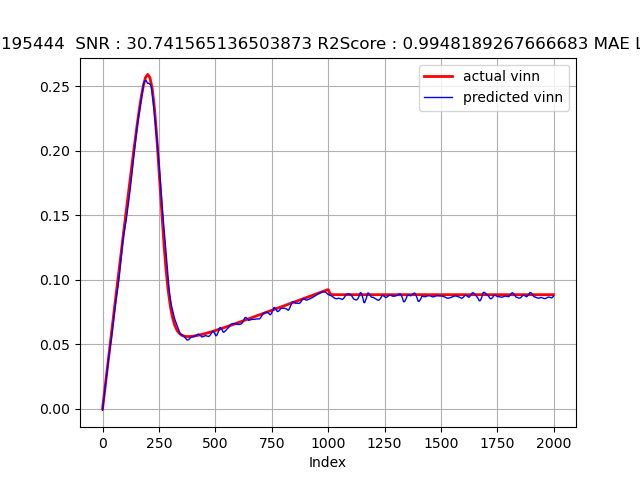 195444 SNR : 30.741565136503873 R2Score : 0.9948189267666683 MAE L
actual vinn
predicted vinn
0.25
0.20
0.15
0.10
0.05
0.00
0 250 500 750 1000 1250 1500 1750 2000
Index